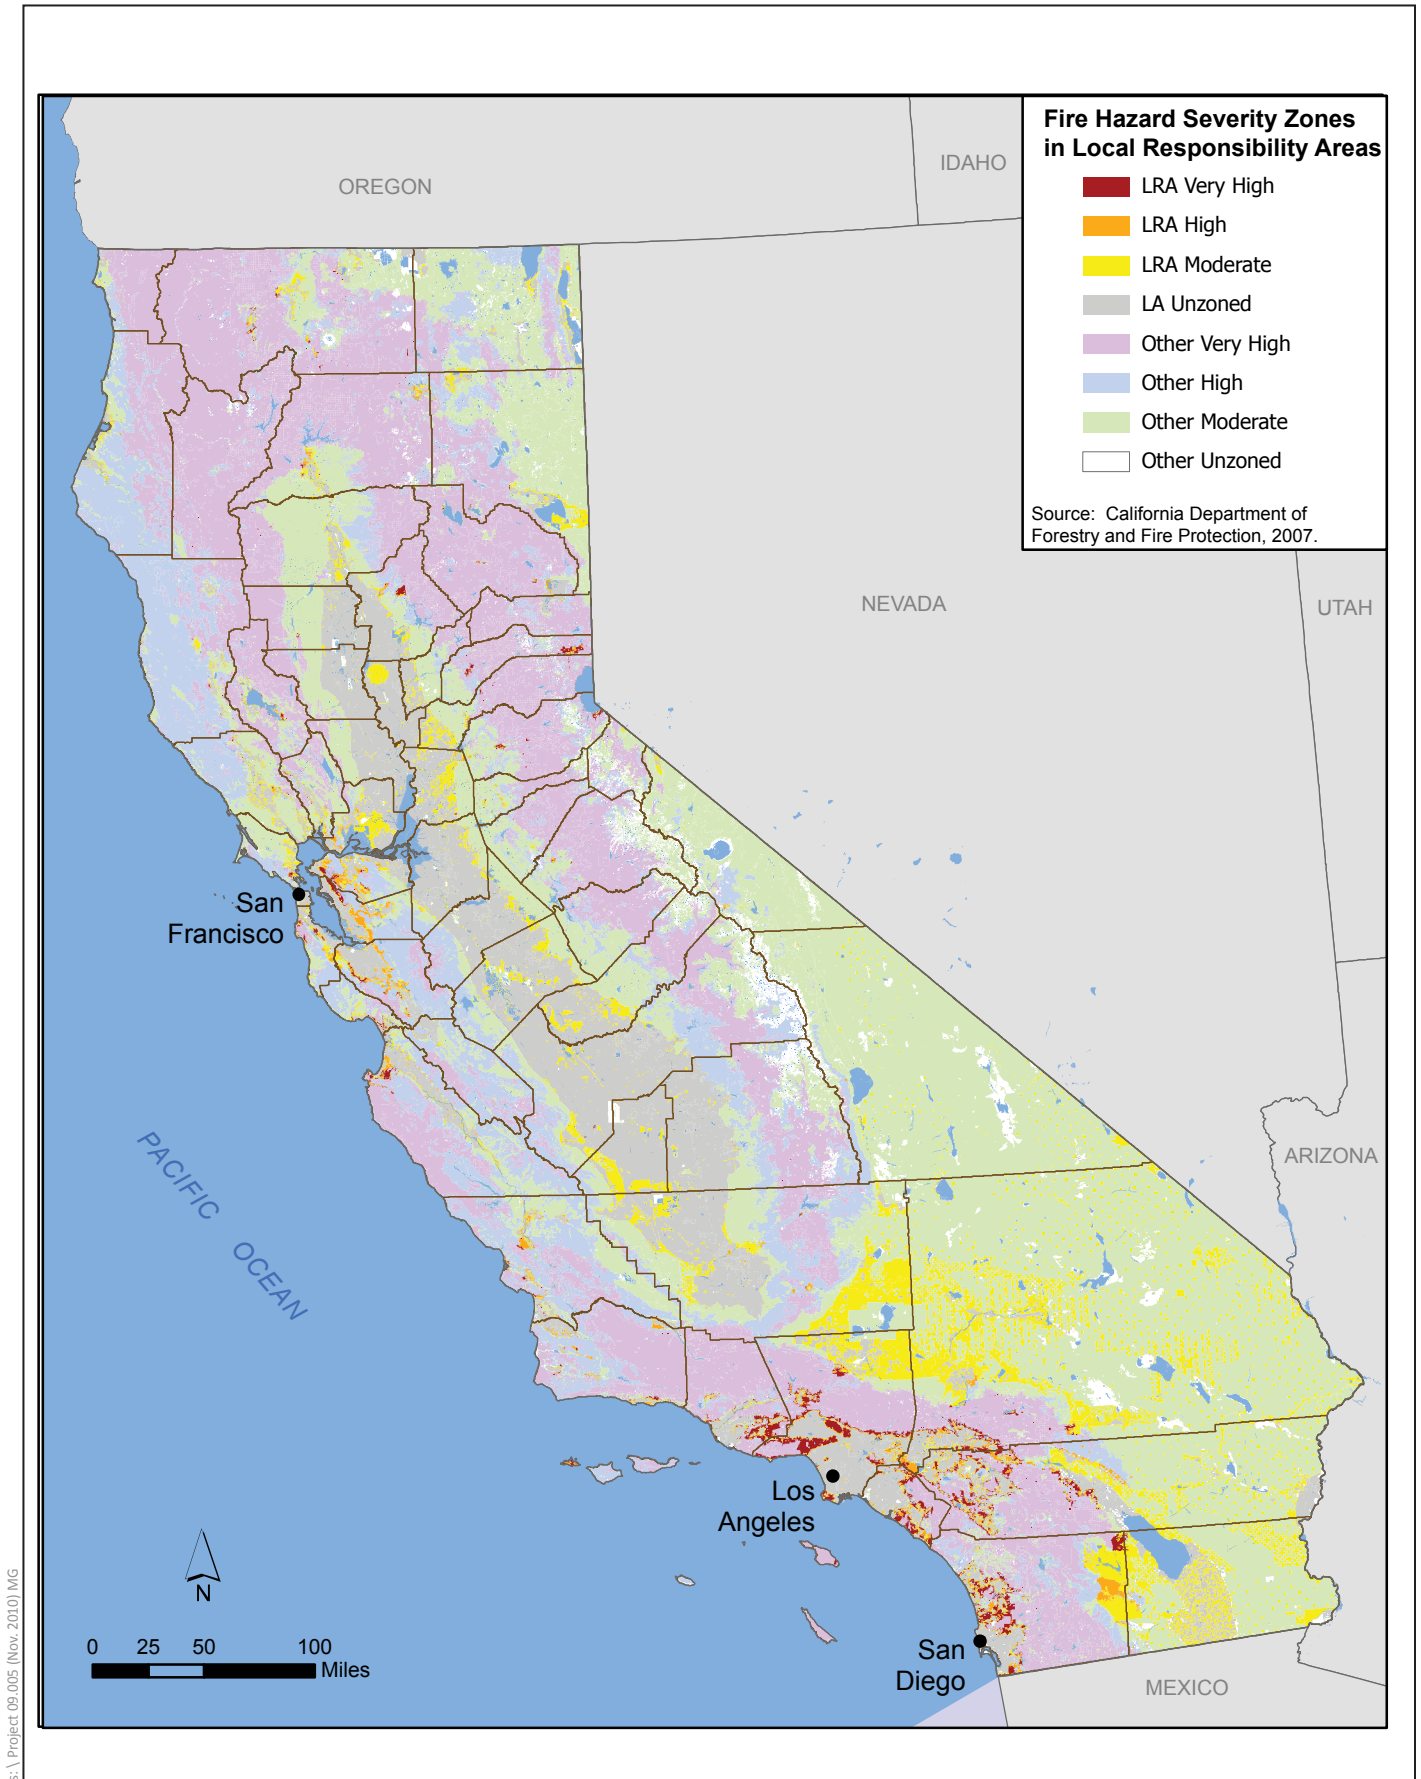 Fire Hazard Severity Zones
in Local Responsibility Areas
LRA Very High
LRA High
LRA Moderate
LA Unzoned
Other Very High
Other High
Other Moderate
Other Unzoned
Source: California Department of
Forestry and Fire Protection, 2007.
OREGON
IDAHO
NEVADA
UTAH
ARIZONA
San
Francisco
PACIFIC
OCEAN
Los
Angeles
San
Diego
MEXICO
N
0 25 50 100
Miles
s: \ Project 09.005 (Nov. 2010) MG